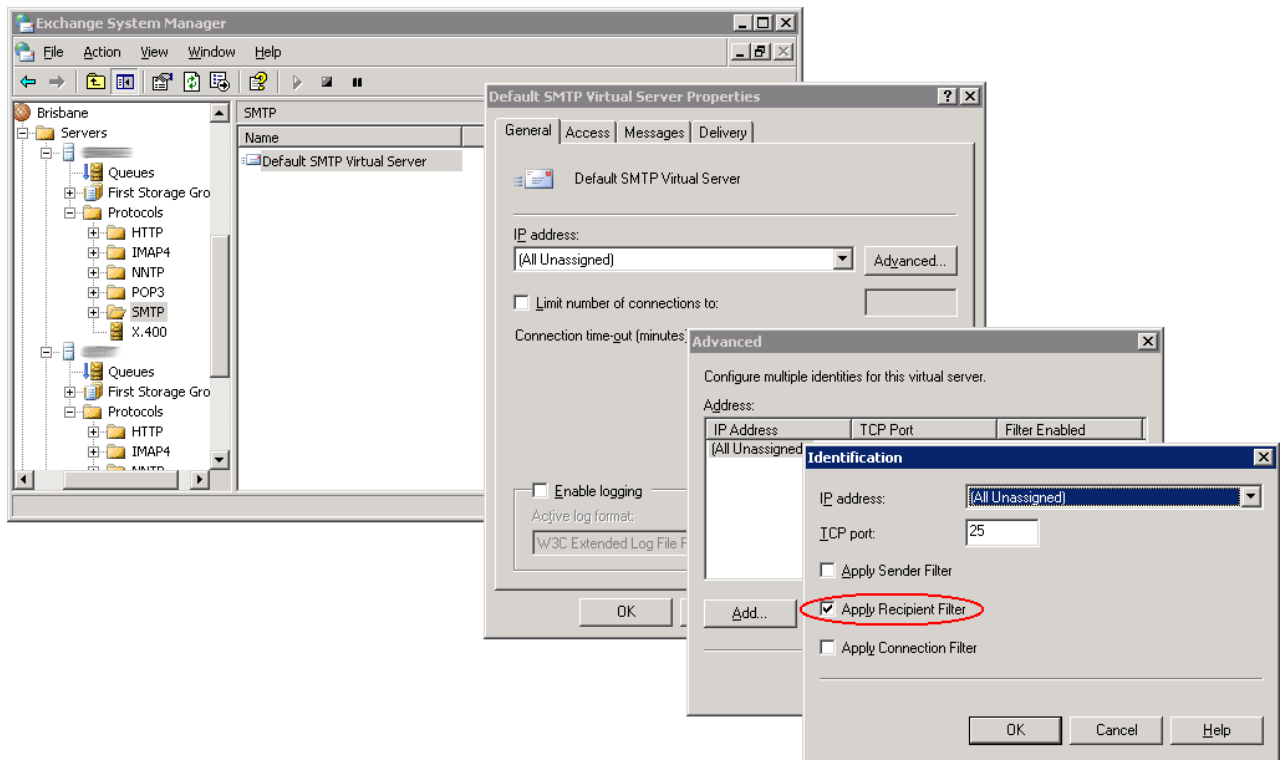 Exchange System Manager
File Action View Window Help
Brisbane
Servers
Queues
First Storage Gro
Protocols
HTTP
IMAP4
NNTP
POP3
SMTP
X.400
Queues
First Storage Gro
Protocols
HTTP
IMAP4
NNTP
SMTP
Name
Default SMTP Virtual Server
Default SMTP Virtual Server Properties
General Access Messages Delivery
Default SMTP Virtual Server
IP address:
(All Unassigned) Advanced...
Limit number of connections to:
Connection time-out (minutes)
Enable logging
Active log format:
W3C Extended Log File F
OK
Advanced
Configure multiple identities for this virtual server.
Address:
IP Address TCP Port Filter Enabled
(All Unassigned
Add...
Identification
IP address: (All Unassigned)
TCP port: 25
Apply Sender Filter
Apply Recipient Filter
Apply Connection Filter
OK Cancel Help